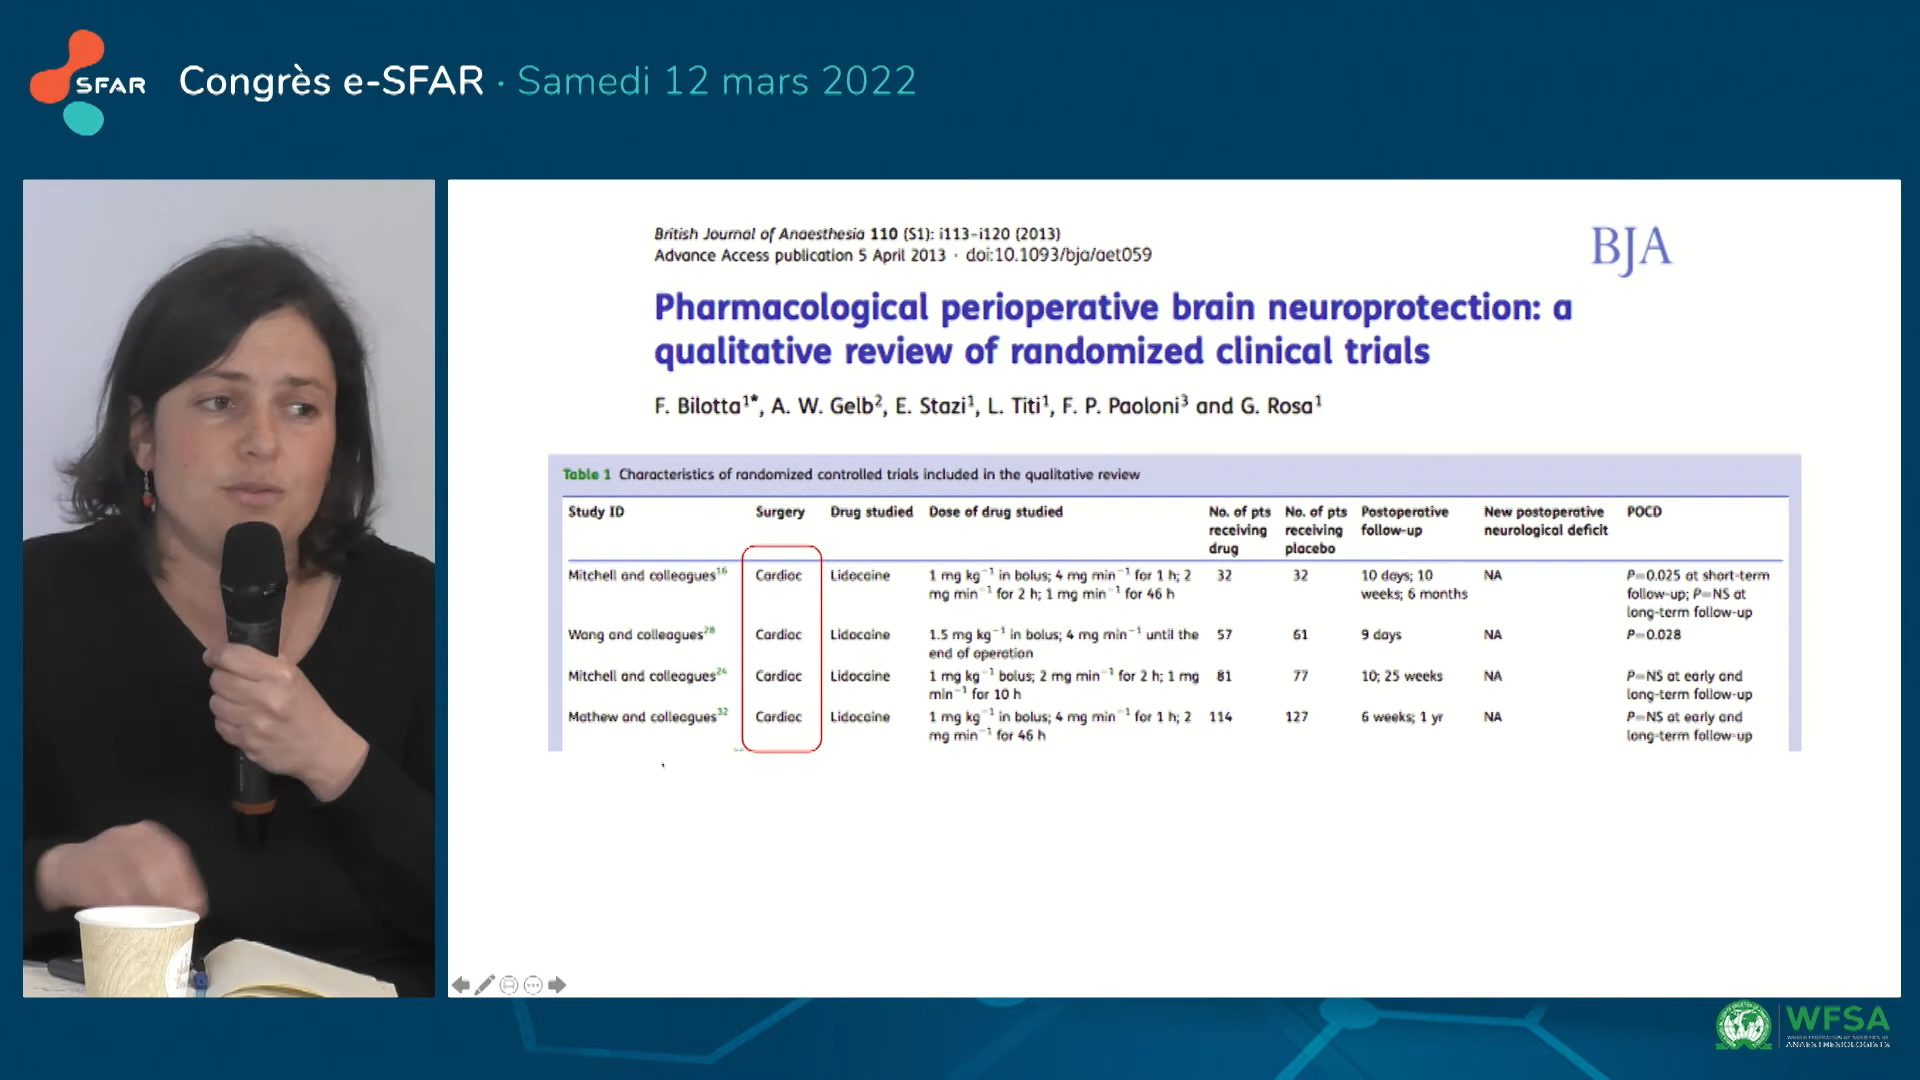 SFAR
Congrès e-SFAR · Samedi 12 mars 2022
British Journal of Anaesthesia 110 (S1): i113–i120 (2013)
Advance Access publication 5 April 2013 · doi:10.1093/bja/aet059
BJA
Pharmacological perioperative brain neuroprotection: a
qualitative review of randomized clinical trials
F. Bilotta1*, A. W. Gelb2, E. Stazi1, L. Titi1, F. P. Paoloni3 and G. Rosa1
Table 1 Characteristics of randomized controlled trials included in the qualitative review
Study ID Surgery Drug studied Dose of drug studied No. of pts No. of pts Postoperative New postoperative POCD
receiving receiving follow-up neurological deficit
drug placebo
Mitchell and colleagues16 Cardiac Lidocaine 1 mg kg−1 in bolus; 4 mg min−1 for 1 h; 2 32 32 10 days; 10 NA P=0.025 at short-term
mg min−1 for 2 h; 1 mg min−1 for 46 h weeks; 6 months follow-up; P=NS at
long-term follow-up
Wang and colleagues28 Cardiac Lidocaine 1.5 mg kg−1 in bolus; 4 mg min−1 until the 57 61 9 days NA P=0.028
end of operation
Mitchell and colleagues26 Cardiac Lidocaine 1 mg kg−1 bolus; 2 mg min−1 for 2 h; 1 mg 81 77 10; 25 weeks NA P=NS at early and
min−1 for 10 h long-term follow-up
Mathew and colleagues32 Cardiac Lidocaine 1 mg kg−1 in bolus; 4 mg min−1 for 1 h; 2 114 127 6 weeks; 1 yr NA P=NS at early and
mg min−1 for 46 h long-term follow-up
WFSA
WORLD FEDERATION OF SOCIETIES OF
ANAESTHESIOLOGISTS